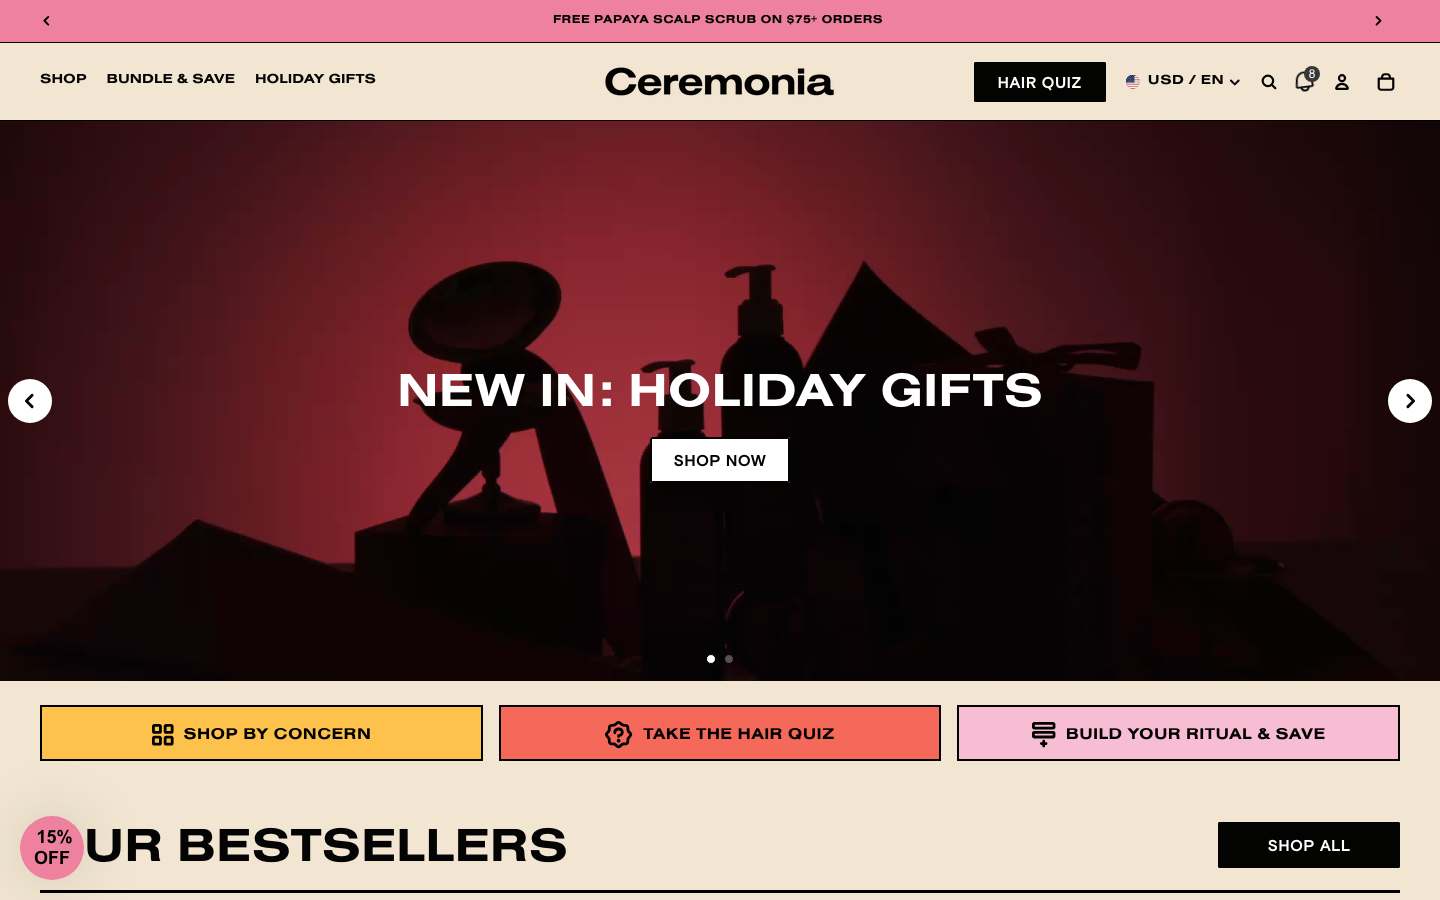 FREE PAPAYA SCALP SCRUB ON $75+ ORDERS
SHOP BUNDLE & SAVE HOLIDAY GIFTS Ceremonia HAIR QUIZ USD / EN 8
NEW IN: HOLIDAY GIFTS
SHOP NOW
SHOP BY CONCERN TAKE THE HAIR QUIZ BUILD YOUR RITUAL & SAVE
15%
OFF
UR BESTSELLERS SHOP ALL